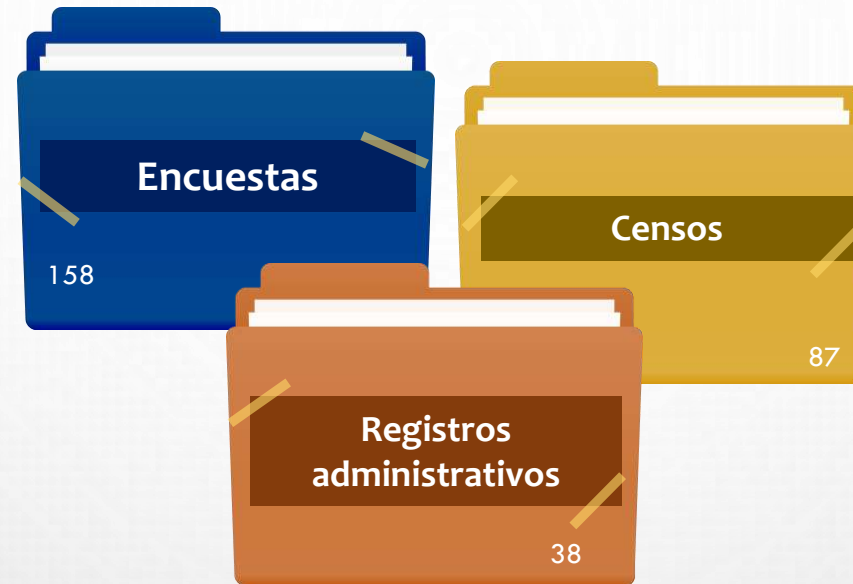 Encuestas
158
Censos
87
Registros
administrativos
38